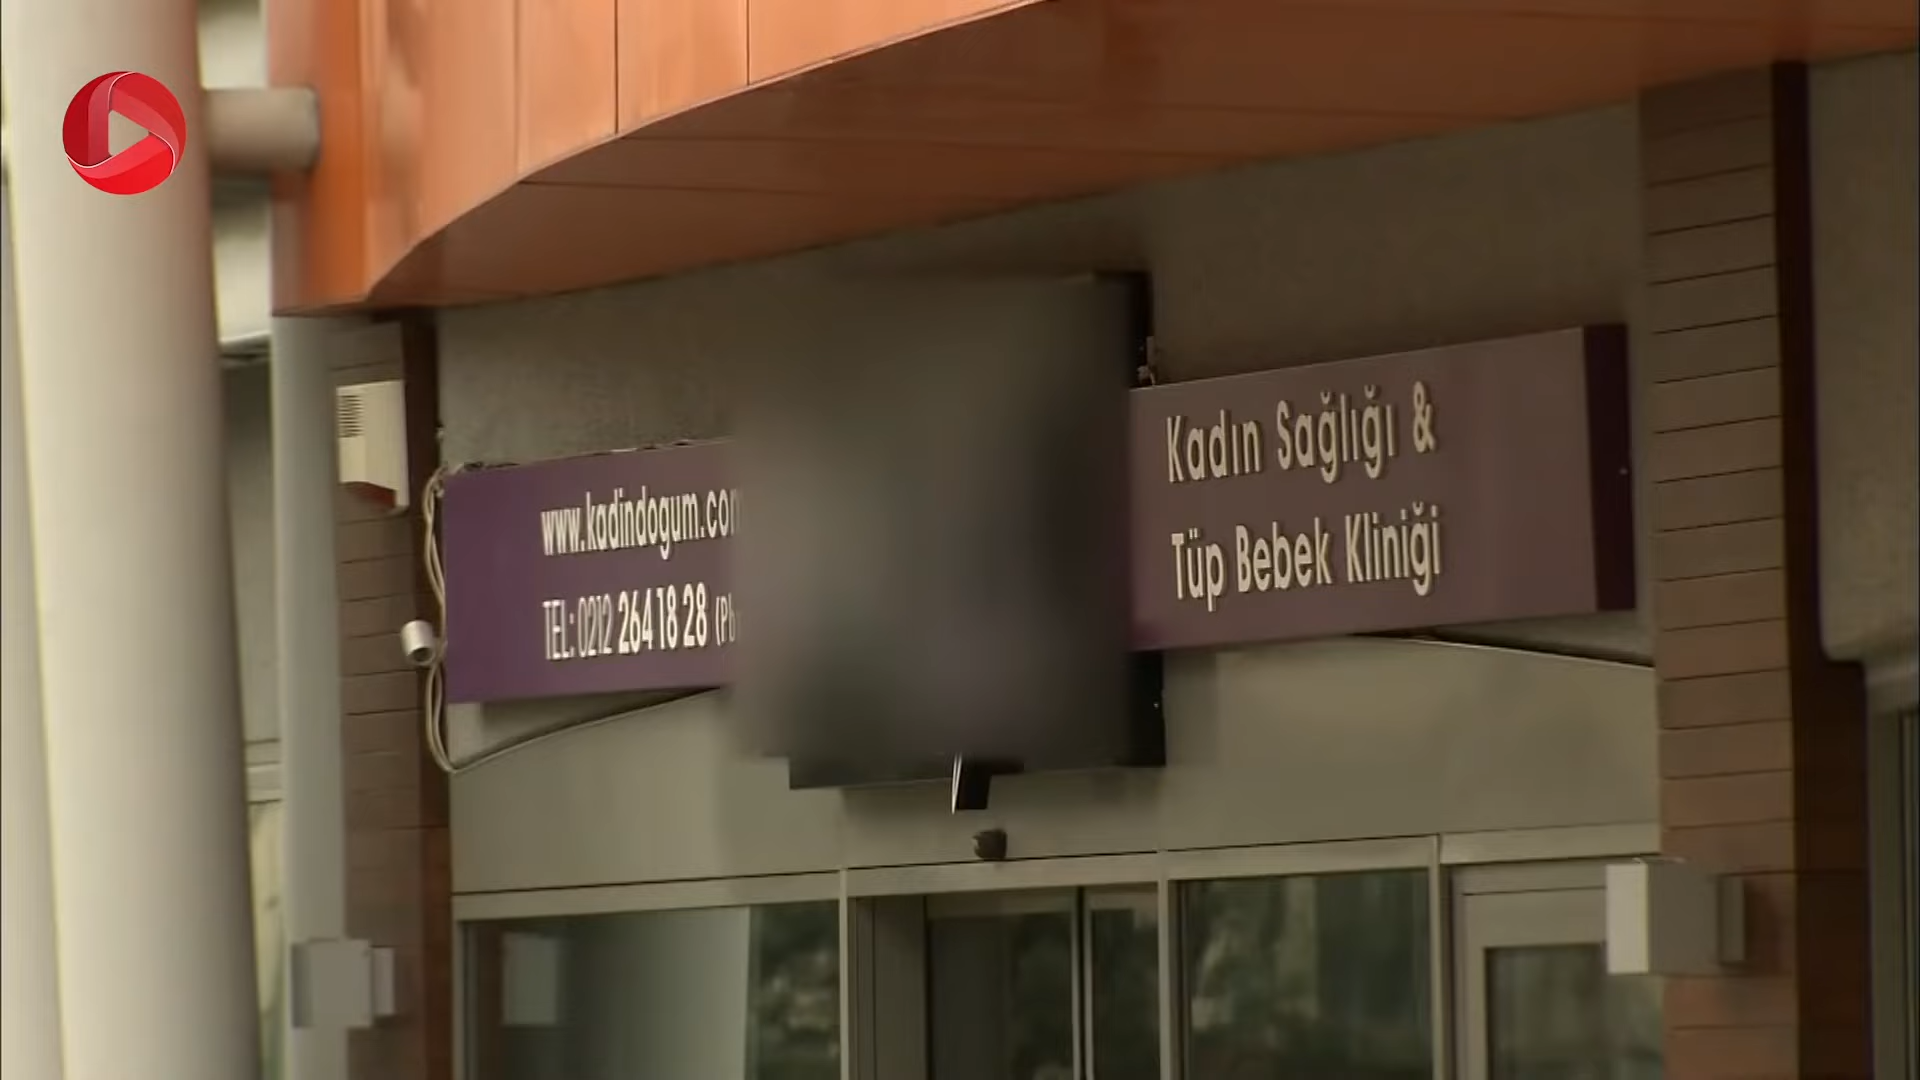 www.kadindogum.com
TEL: 0212 264 18 28
Kadın Sağlığı &
Tüp Bebek Kliniği